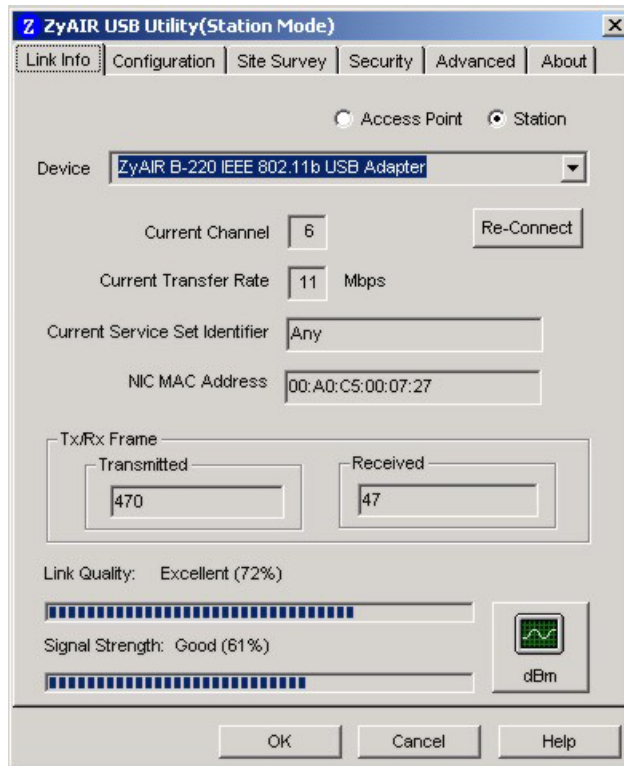 Z ZyAIR USB Utility(Station Mode)
Link Info Configuration Site Survey Security Advanced About
Access Point Station
Device ZyAIR B-220 IEEE 802.11b USB Adapter
Current Channel 6 Re-Connect
Current Transfer Rate 11 Mbps
Current Service Set Identifier Any
NIC MAC Address 00:A0:C5:00:07:27
Tx/Rx Frame
Transmitted Received
470 47
Link Quality: Excellent (72%)
Signal Strength: Good (61%)
dBm
OK Cancel Help